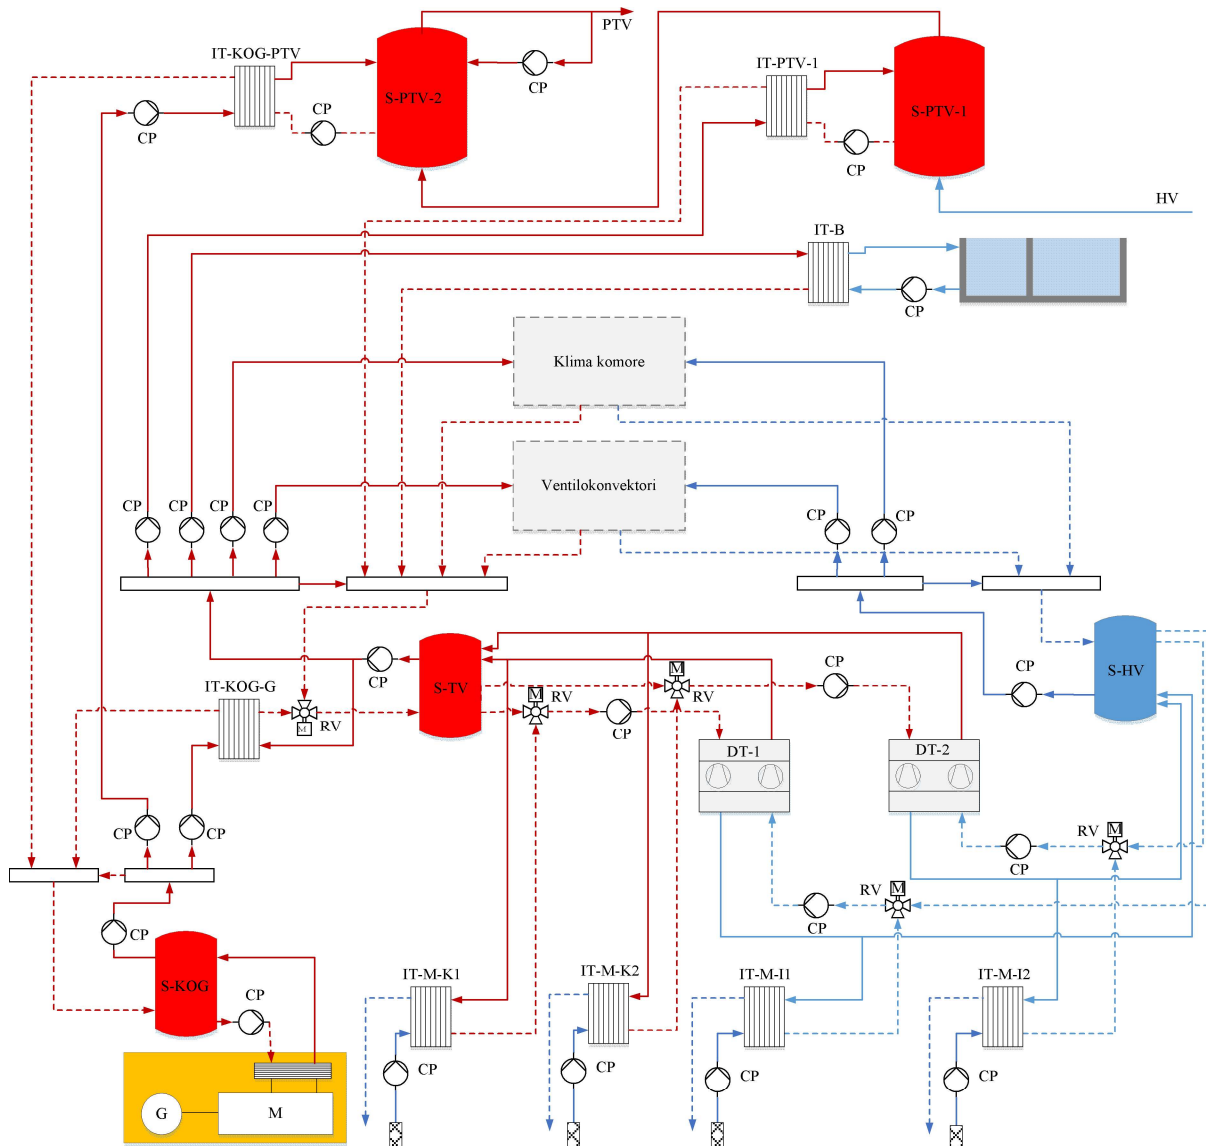 PTV
IT-KOG-PTV
IT-PTV-1
CP
S-PTV-2
S-PTV-1
CP
CP
CP
CP
HV
IT-B
CP
Klima komore
Ventilokonvektori
CP
CP
CP
CP
CP
CP
S-TV
S-HV
CP
CP
CP
M
M
RV
RV
IT-KOG-G
M
RV
CP
DT-1
DT-2
CP
CP
RV
M
CP
RV
M
CP
CP
S-KOG
CP
IT-M-K1
IT-M-K2
IT-M-I1
IT-M-I2
CP
CP
CP
CP
G
M